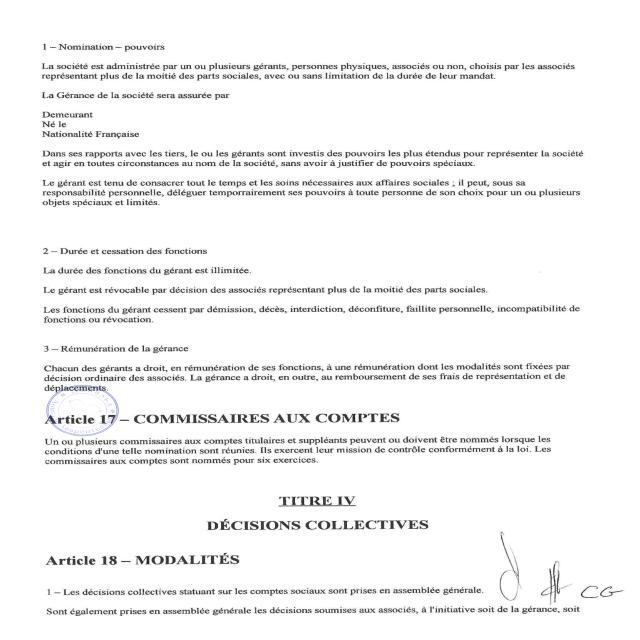 1 – Nomination – pouvoirs
La société est administrée par un ou plusieurs gérants, personnes physiques, associés ou non, choisis par les associés
représentant plus de la moitié des parts sociales, avec ou sans limitation de la durée de leur mandat.
La Gérance de la société sera assurée par
Demeurant
Né le
Nationalité Française
Dans ses rapports avec les tiers, le ou les gérants sont investis des pouvoirs les plus étendus pour représenter la société
et agir en toutes circonstances au nom de la société, sans avoir à justifier de pouvoirs spéciaux.
Le gérant est tenu de consacrer tout le temps et les soins nécessaires aux affaires sociales ; il peut, sous sa
responsabilité personnelle, déléguer temporairement ses pouvoirs à toute personne de son choix pour un ou plusieurs
objets spéciaux et limités.
2 – Durée et cessation des fonctions
La durée des fonctions du gérant est illimitée.
Le gérant est révocable par décision des associés représentant plus de la moitié des parts sociales.
Les fonctions du gérant cessent par démission, décès, interdiction, déconfiture, faillite personnelle, incompatibilité de
fonctions ou révocation.
3 – Rémunération de la gérance
Chacun des gérants a droit, en rémunération de ses fonctions, à une rémunération dont les modalités sont fixées par
décision ordinaire des associés. La gérance a droit, en outre, au remboursement de ses frais de représentation et de
déplacements.
Article 17 – COMMISSAIRES AUX COMPTES
Un ou plusieurs commissaires aux comptes titulaires et suppléants peuvent ou doivent être nommés lorsque les
conditions d'une telle nomination sont réunies. Ils exercent leur mission de contrôle conformément à la loi. Les
commissaires aux comptes sont nommés pour six exercices.
TITRE IV
DÉCISIONS COLLECTIVES
Article 18 – MODALITÉS
1 – Les décisions collectives statuant sur les comptes sociaux sont prises en assemblée générale.
CG
Sont également prises en assemblée générale les décisions soumises aux associés, à l'initiative soit de la gérance, soit